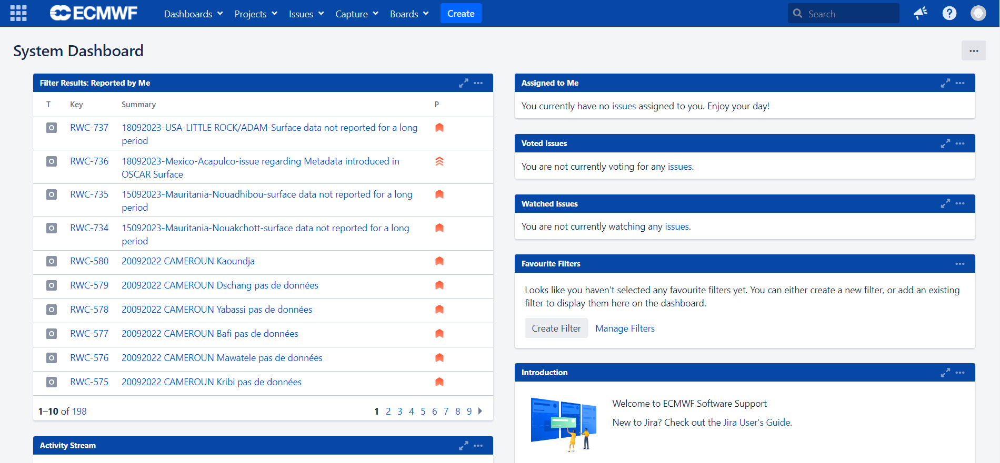 ECMWF
Dashboards
Projects
Issues
Capture
Boards
Create
Search
System Dashboard
Filter Results: Reported by Me
T Key Summary P
RWC-737 18092023-USA-LITTLE ROCK/ADAM-Surface data not reported for a long
period
RWC-736 18092023-Mexico-Acapulco-issue regarding Metadata introduced in
OSCAR Surface
RWC-735 15092023-Mauritania-Nouadhibou-surface data not reported for a long
period
RWC-734 15092023-Mauritania-Nouakchott-surface data not reported for a long
period
RWC-580 20092022 CAMEROUN Kaoundja
RWC-579 20092022 CAMEROUN Dschang pas de données
RWC-578 20092022 CAMEROUN Yabassi pas de données
RWC-577 20092022 CAMEROUN Bafi pas de données
RWC-576 20092022 CAMEROUN Mawatele pas de données
RWC-575 20092022 CAMEROUN Kribi pas de données
1–10 of 198
1 2 3 4 5 6 7 8 9
Activity Stream
Assigned to Me
You currently have no issues assigned to you. Enjoy your day!
Voted Issues
You are not currently voting for any issues.
Watched Issues
You are not currently watching any issues.
Favourite Filters
Looks like you haven't selected any favourite filters yet. You can either create a new filter, or add an existing
filter to display them here on the dashboard.
Create Filter Manage Filters
Introduction
Welcome to ECMWF Software Support
New to Jira? Check out the Jira User's Guide.